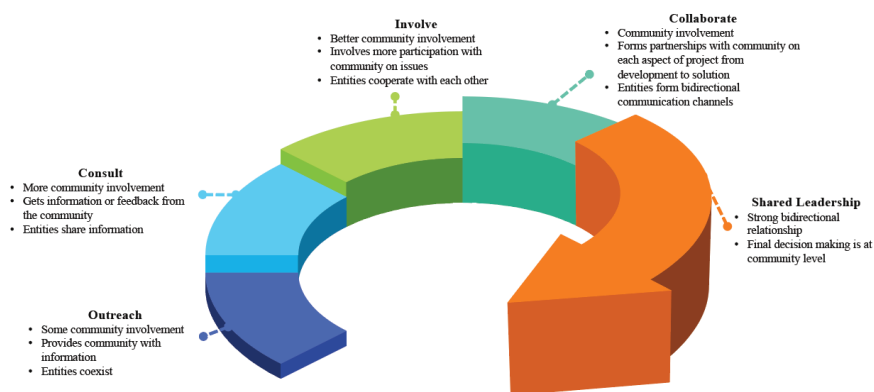 Outreach
• Some community involvement
• Provides community with
information
• Entities coexist
Consult
• More community involvement
• Gets information or feedback from
the community
• Entities share information
Involve
• Better community involvement
• Involves more participation with
community on issues
• Entities cooperate with each other
Collaborate
• Community involvement
• Forms partnerships with community on
each aspect of project from
development to solution
• Entities form bidirectional
communication channels
Shared Leadership
• Strong bidirectional
relationship
• Final decision making is at
community level